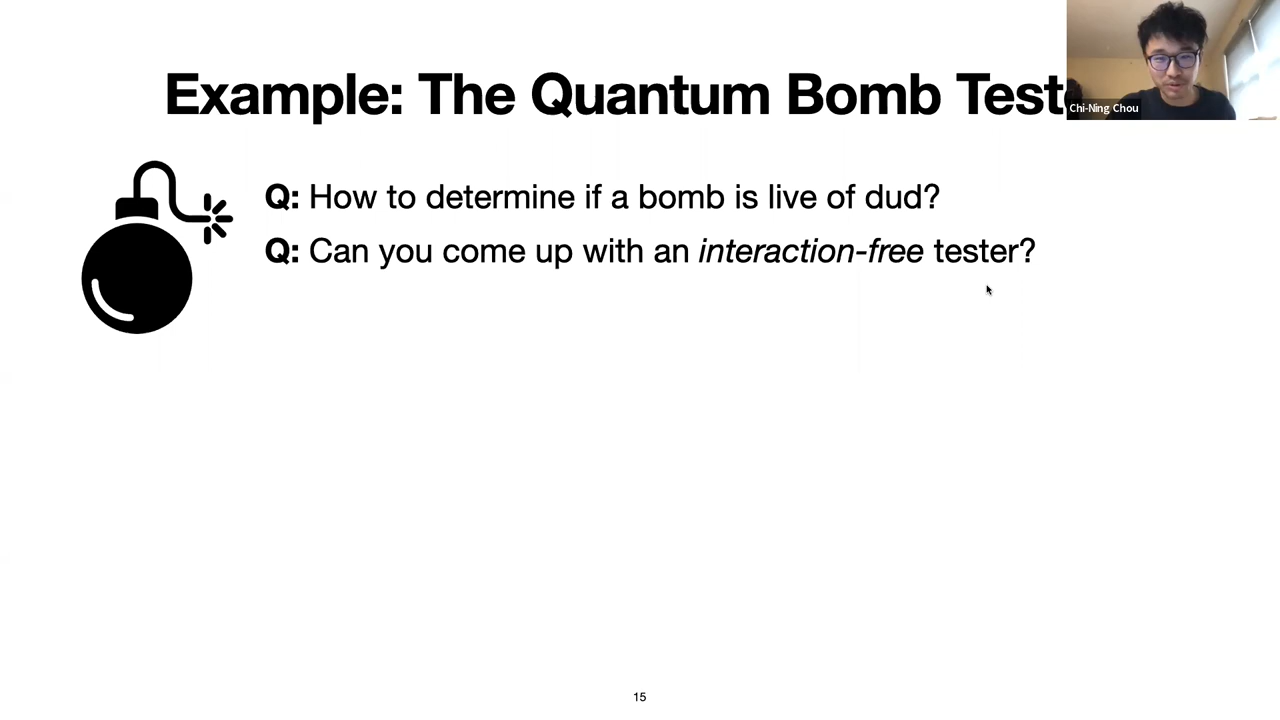 Example: The Quantum Bomb Test
Chi-Ning Chou
Q: How to determine if a bomb is live of dud?
Q: Can you come up with an interaction-free tester?
15